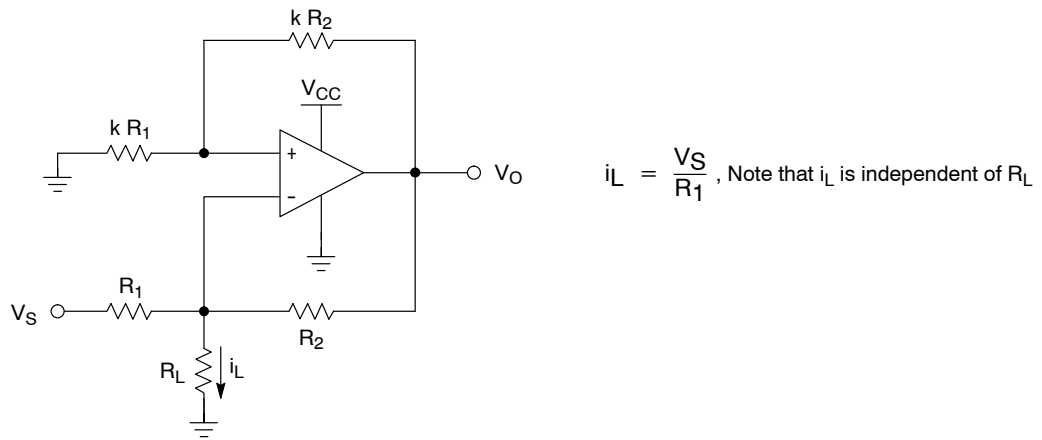 k R2
VCC
k R1
+
VO
iL = VS / R1 , Note that iL is independent of RL
-
R1
VS
R2
RL
iL